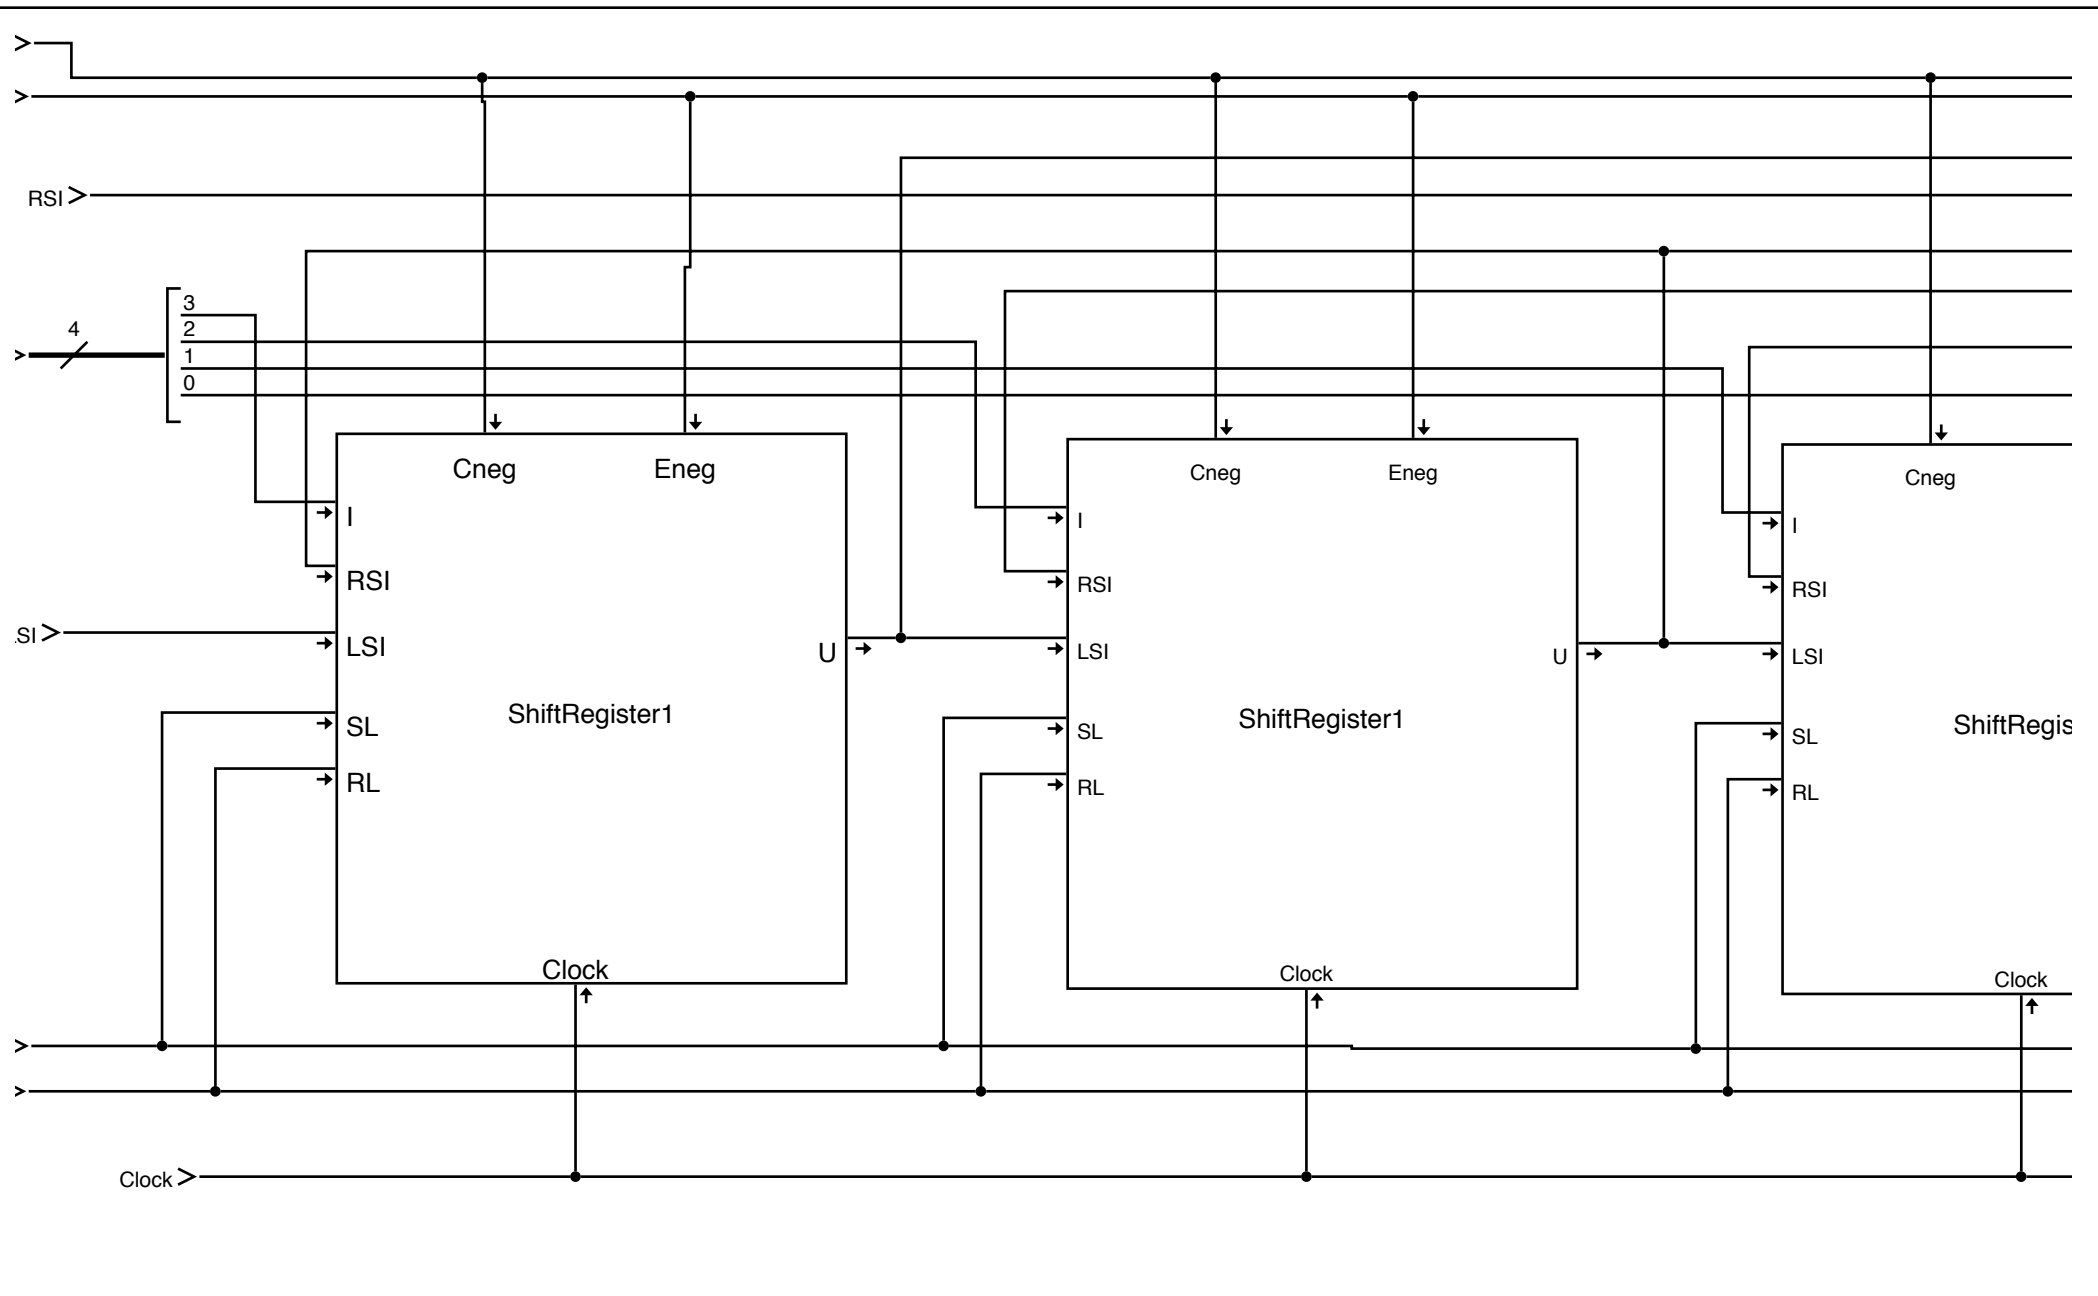 RSI
3
4
2
1
0
Cneg
Eneg
Cneg
Eneg
Cneg
I
I
I
RSI
RSI
RSI
SI
LSI
U
LSI
U
LSI
ShiftRegister1
ShiftRegister1
ShiftRegis
SL
SL
SL
RL
RL
RL
Clock
Clock
Clock
Clock